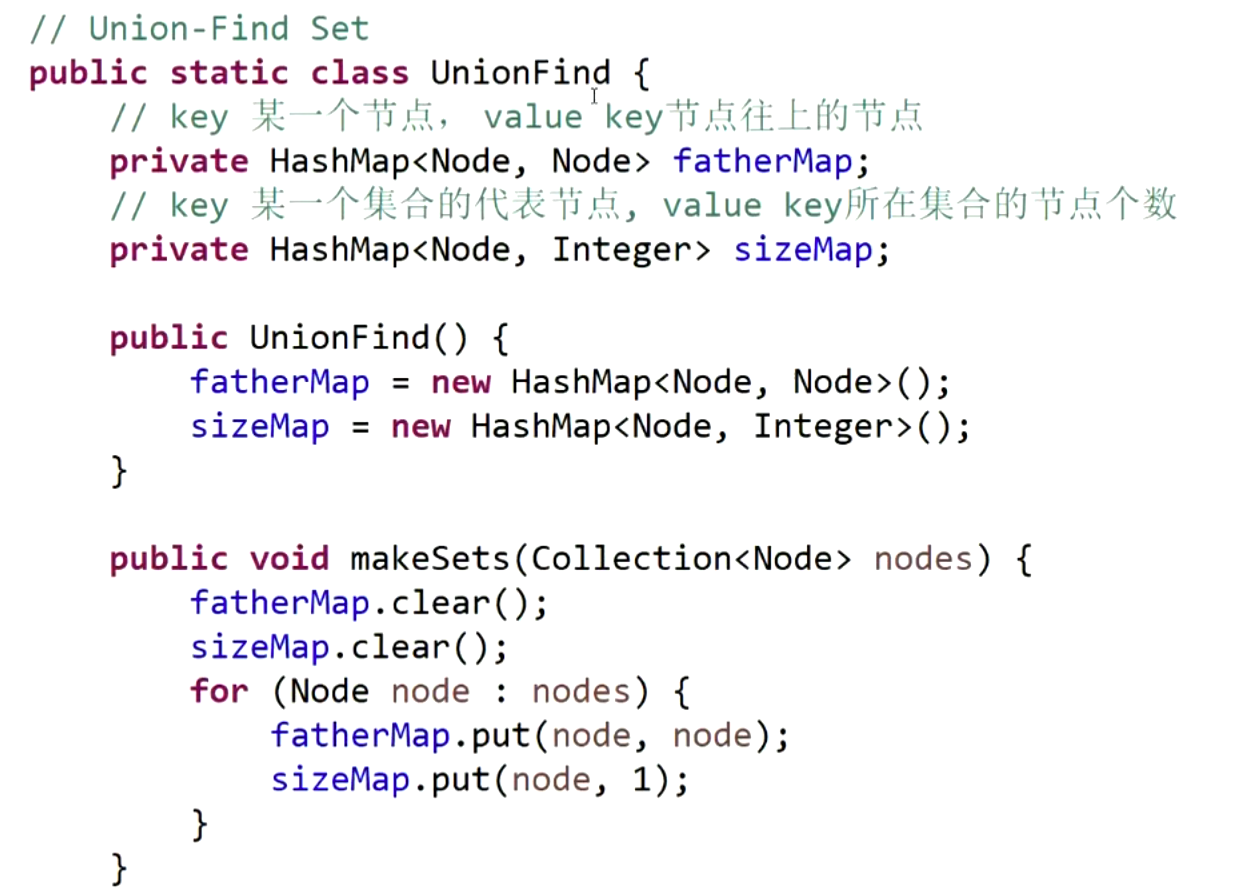 // Union-Find Set
public static class UnionFind {
    // key 某一个节点， value key节点往上的节点
    private HashMap<Node, Node> fatherMap;
    // key 某一个集合的代表节点, value key所在集合的节点个数
    private HashMap<Node, Integer> sizeMap;

    public UnionFind() {
        fatherMap = new HashMap<Node, Node>();
        sizeMap = new HashMap<Node, Integer>();
    }

    public void makeSets(Collection<Node> nodes) {
        fatherMap.clear();
        sizeMap.clear();
        for (Node node : nodes) {
            fatherMap.put(node, node);
            sizeMap.put(node, 1);
        }
    }